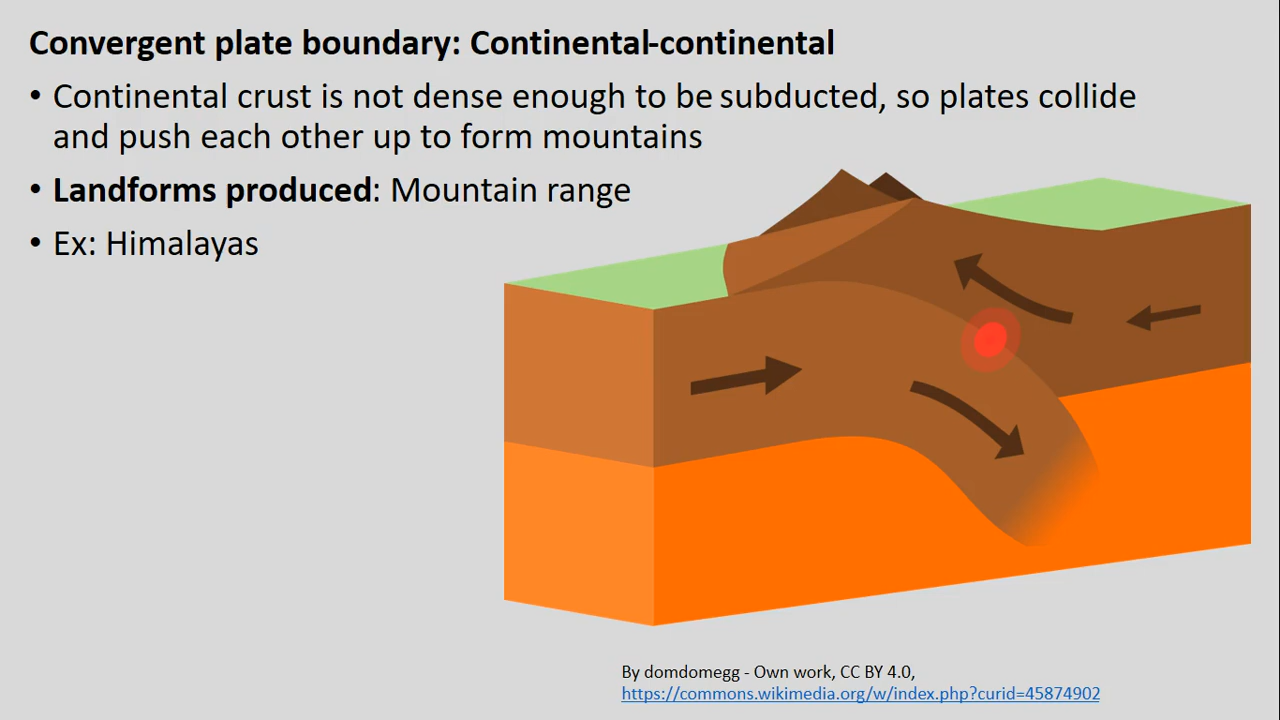 Convergent plate boundary: Continental-continental
• Continental crust is not dense enough to be subducted, so plates collide
and push each other up to form mountains
• Landforms produced: Mountain range
• Ex: Himalayas
By domdomegg - Own work, CC BY 4.0,
https://commons.wikimedia.org/w/index.php?curid=45874902